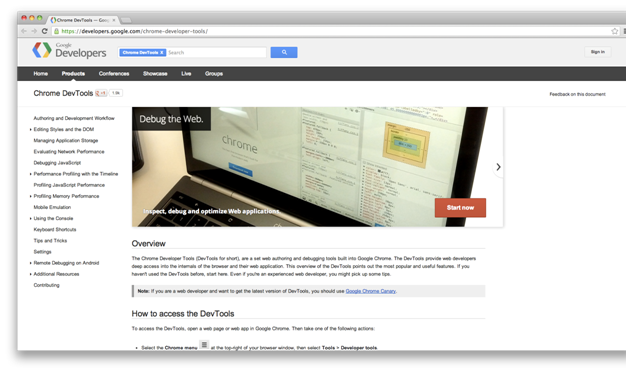 Chrome DevTools — Goog
https://developers.google.com/chrome-developer-tools/
Google
Developers
Chrome DevTools X
Search
Sign in
Home Products Conferences Showcase Live Groups
Chrome DevTools
Feedback on this document
Authoring and Development Workflow
Editing Styles and the DOM
Managing Application Storage
Evaluating Network Performance
Debugging JavaScript
Performance Profiling with the Timeline
Profiling JavaScript Performance
Profiling Memory Performance
Mobile Emulation
Using the Console
Keyboard Shortcuts
Tips and Tricks
Settings
Remote Debugging on Android
Additional Resources
Contributing
Debug the Web.
chrome
Inspect, debug and optimize Web applications
Start now
Overview
The Chrome Developer Tools (DevTools for short), are a set web authoring and debugging tools built into Google Chrome. The DevTools provide web developers
deep access into the internals of the browser and their web application. This overview of the DevTools points out the most popular and useful features. If you
haven't used the DevTools before, start here. Even if you're an experienced web developer, you might pick up some tips.
Note: If you are a web developer and want to get the latest version of DevTools, you should use Google Chrome Canary.
How to access the DevTools
To access the DevTools, open a web page or web app in Google Chrome. Then take one of the following actions:
• Select the Chrome menu at the top-right of your browser window, then select Tools > Developer tools.